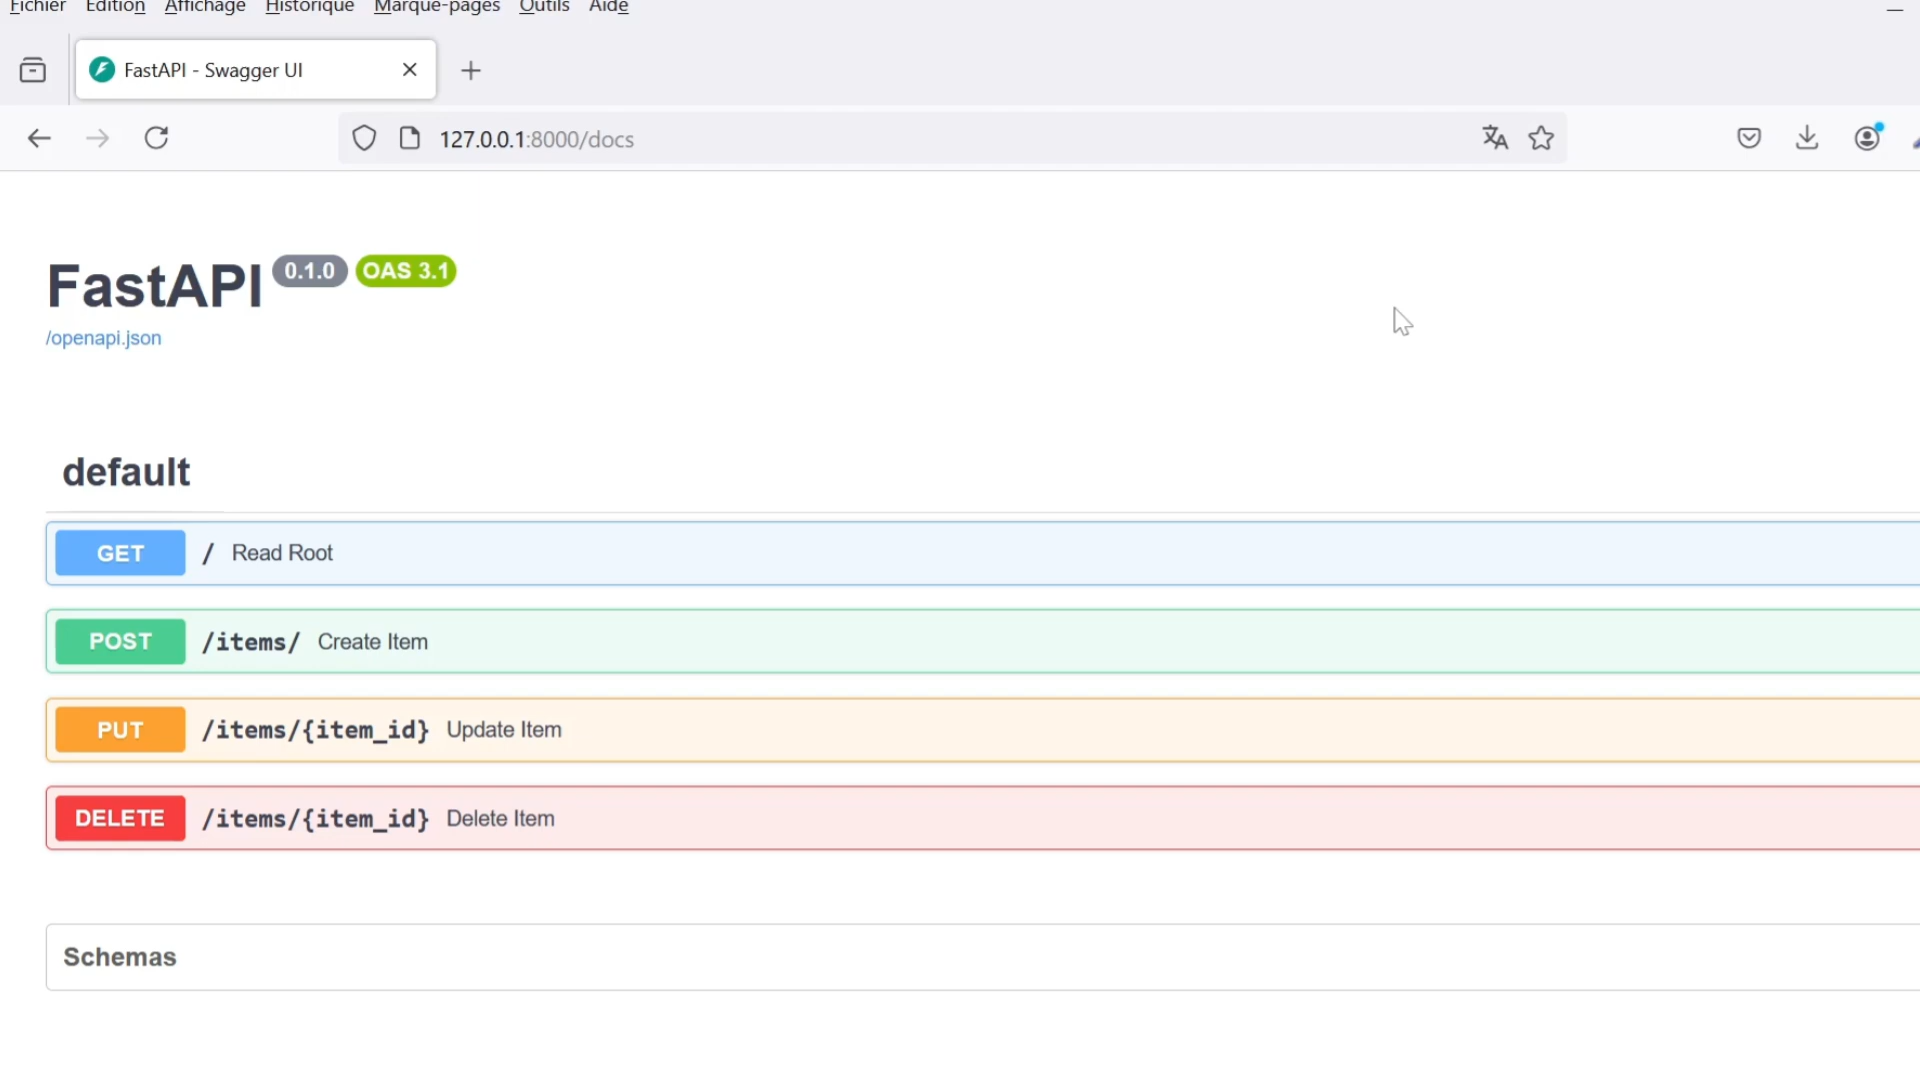 Fichier Edition Affichage Historique Marque-pages Outils Aide
FastAPI - Swagger UI
127.0.0.1:8000/docs
FastAPI 0.1.0 OAS 3.1
/openapi.json
default
GET / Read Root
POST /items/ Create Item
PUT /items/{item_id} Update Item
DELETE /items/{item_id} Delete Item
Schemas